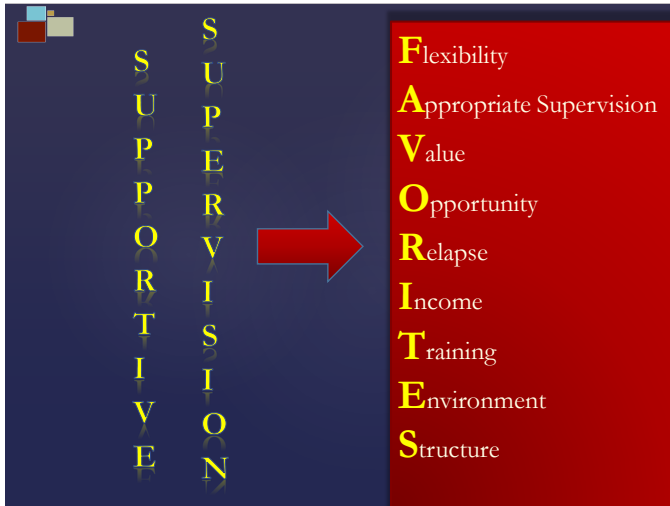 SUPPORTIVE
SUPERVISION
Flexibility
Appropriate Supervision
Value
Opportunity
Relapse
Income
Training
Environment
Structure